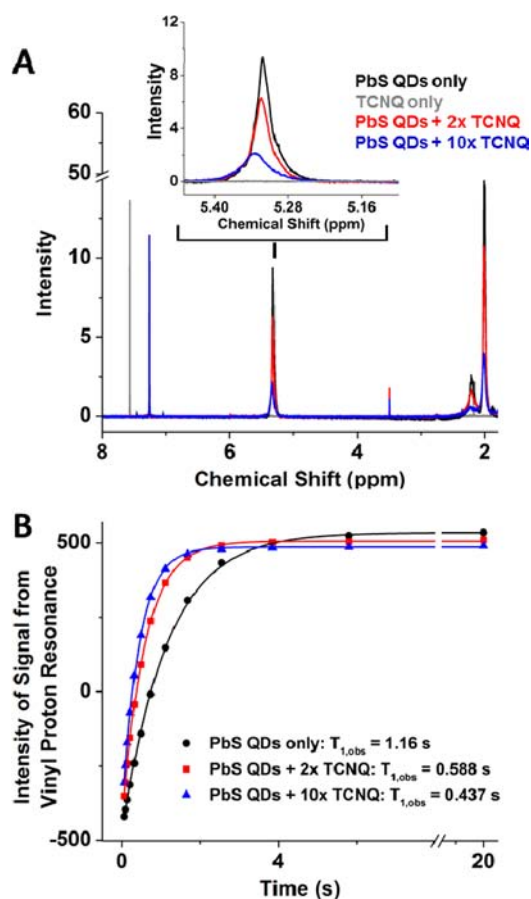 A
12
8
4
0
Intensity
5.40 5.28 5.16
Chemical Shift (ppm)
PbS QDs only
TCNQ only
PbS QDs + 2x TCNQ
PbS QDs + 10x TCNQ
60
50
10
5
0
Intensity
8 6 4 2
Chemical Shift (ppm)
B
500
0
-500
Intensity of Signal from
Vinyl Proton Resonance
PbS QDs only: T1,obs = 1.16 s
PbS QDs + 2x TCNQ: T1,obs = 0.588 s
PbS QDs + 10x TCNQ: T1,obs = 0.437 s
0 4 20
Time (s)